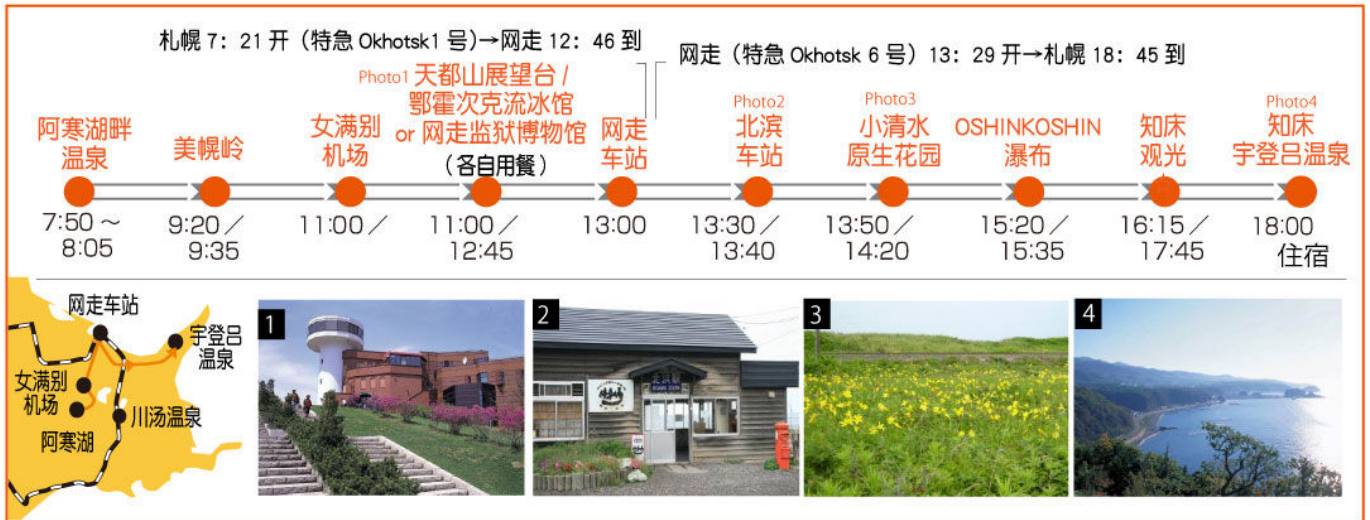 札幌 7：21 开（特急 Okhotsk1 号）→网走 12：46 到
网走（特急 Okhotsk 6 号）13：29 开→札幌 18：45 到
阿寒湖畔
温泉
7:50 ～
8:05
美幌岭
9:20 ／
9:35
女满别
机场
11:00 ／
Photo1 天都山展望台 /
鄂霍次克流冰馆
or 网走监狱博物馆
（各自用餐）
11:00 ／
12:45
网走
车站
13:00
Photo2
北滨
车站
13:30 ／
13:40
Photo3
小清水
原生花园
13:50 ／
14:20
OSHINKOSHIN
瀑布
15:20 ／
15:35
知床
观光
16:15 ／
17:45
Photo4
知床
宇登吕温泉
18:00
住宿
网走车站
宇登吕
温泉
女满别
机场
川汤温泉
阿寒湖
1
2
北浜駅
3
4